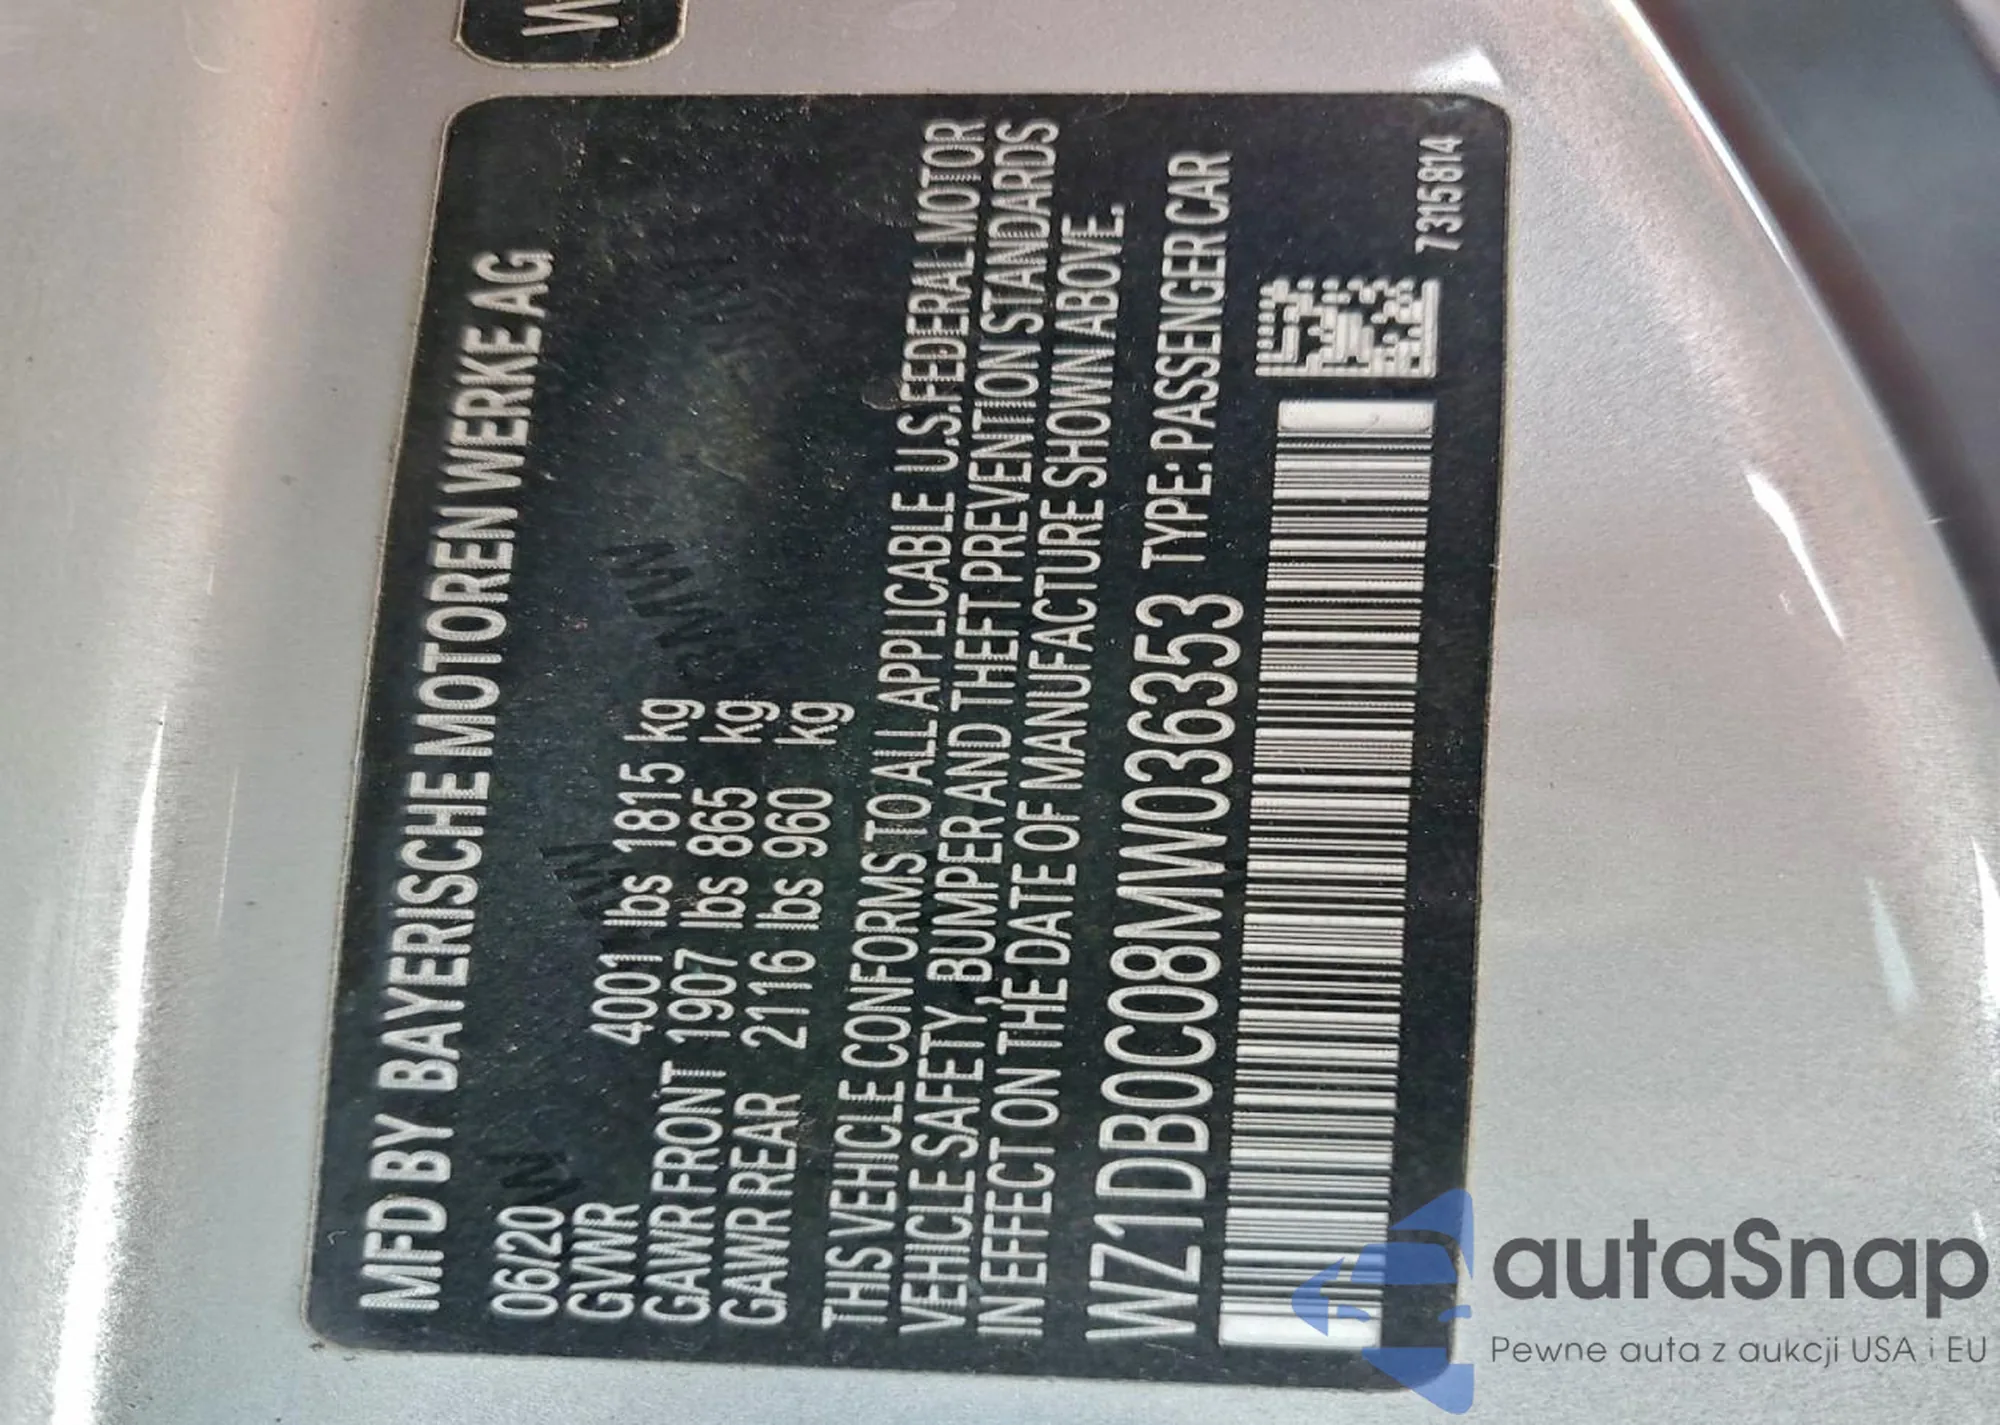 MFD BY BAYERISCHE MOTOREN WERKE AG
06/20
GVWR 4001 lbs 1815 kg
GAWR FRONT 1907 lbs 865 kg
GAWR REAR 2116 lbs 960 kg
THIS VEHICLE CONFORMS TO ALL APPLICABLE U.S. FEDERAL MOTOR
VEHICLE SAFETY, BUMPER AND THEFT PREVENTION STANDARDS
IN EFFECT ON THE DATE OF MANUFACTURE SHOWN ABOVE.
WZ1DB0C08MW036353 TYPE: PASSENGER CAR
7315814
autaSnap
Pewne auta z aukcji USA i EU